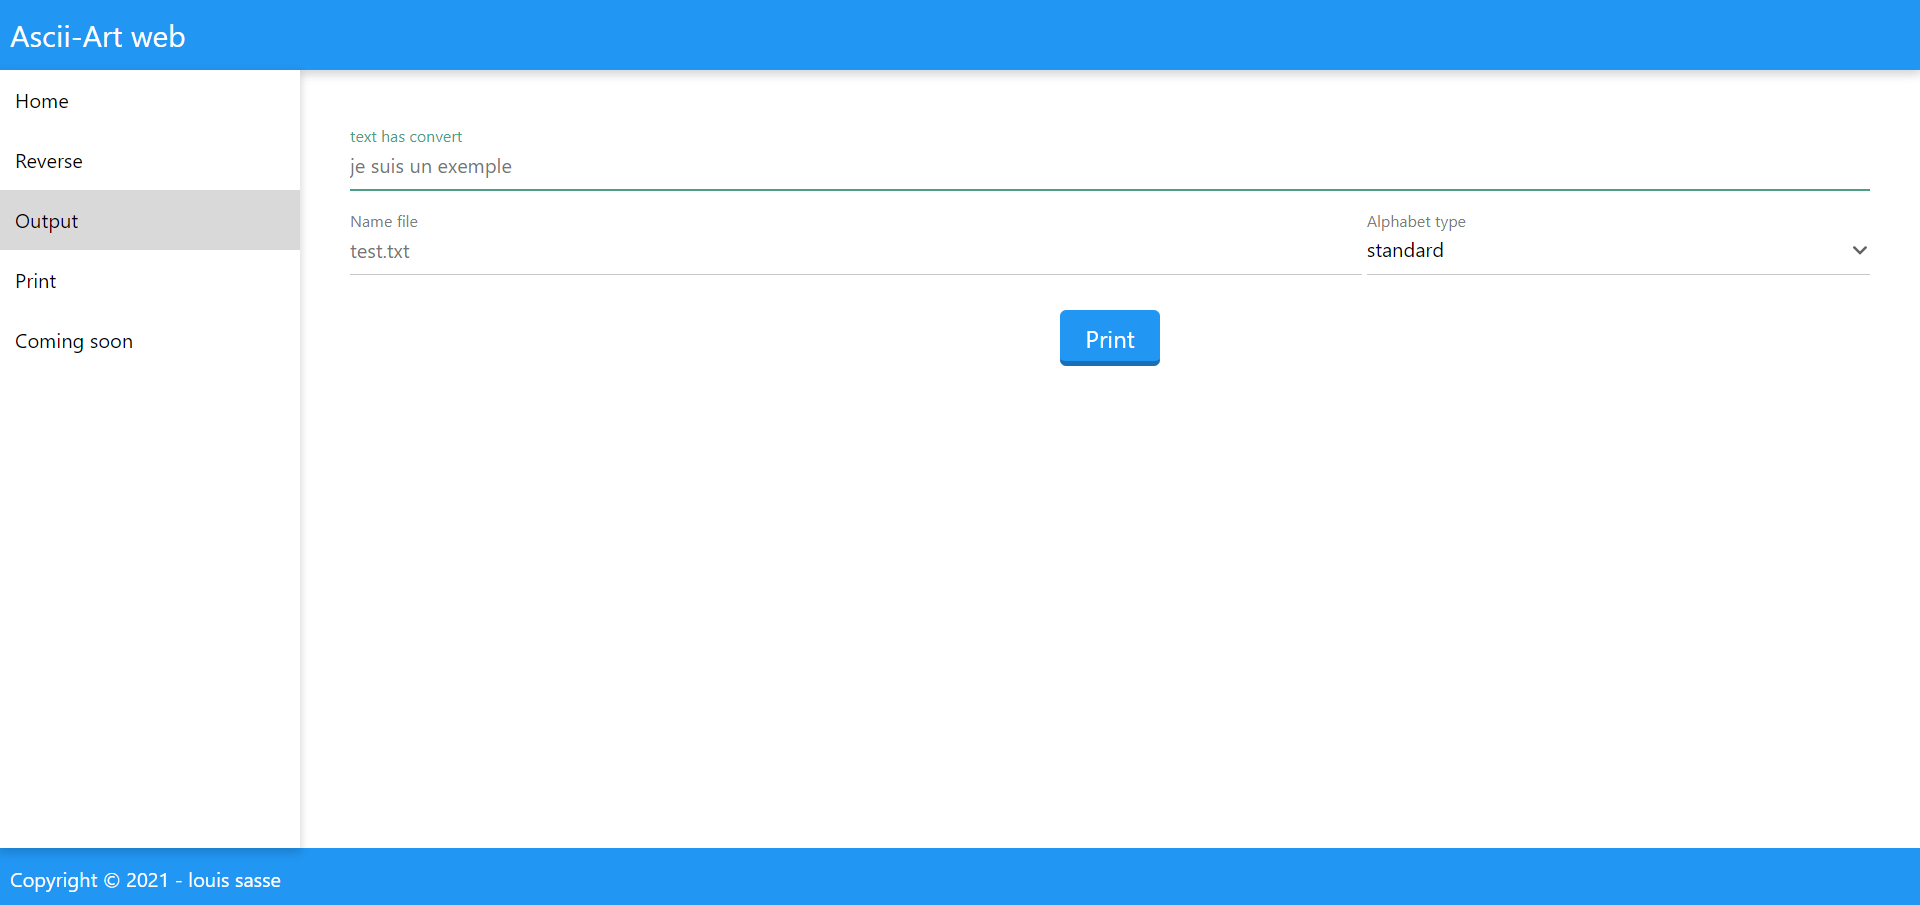 Ascii-Art web
Home
Reverse
Output
Print
Coming soon
text has convert
je suis un exemple
Name file
test.txt
Alphabet type
standard
Print
Copyright © 2021 - louis sasse